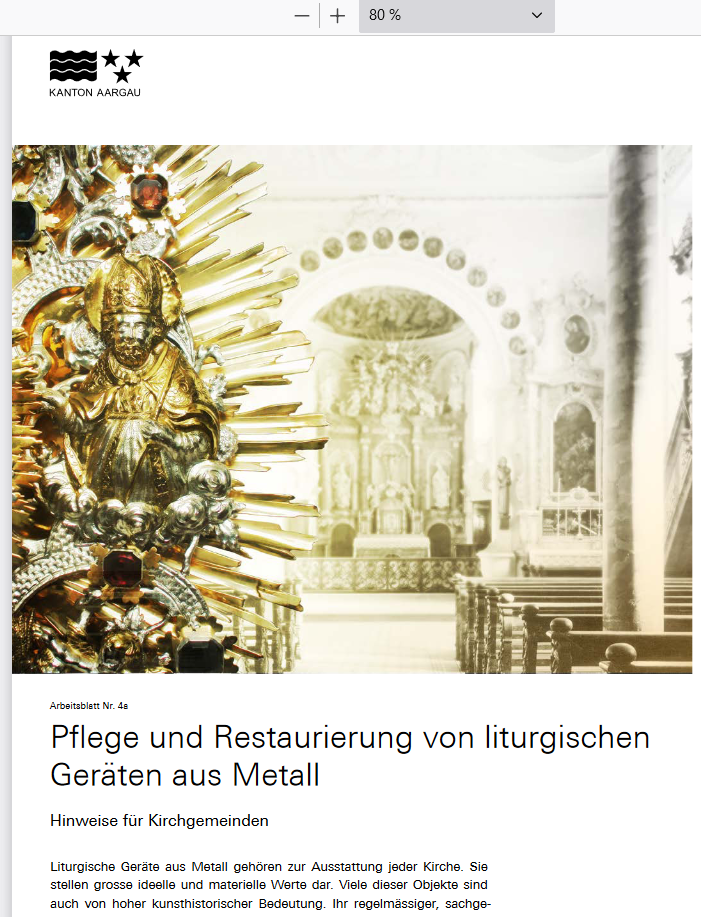 80 %
KANTON AARGAU
Arbeitsblatt Nr. 4a
Pflege und Restaurierung von liturgischen
Geräten aus Metall
Hinweise für Kirchgemeinden
Liturgische Geräte aus Metall gehören zur Ausstattung jeder Kirche. Sie
stellen grosse ideelle und materielle Werte dar. Viele dieser Objekte sind
auch von hoher kunsthistorischer Bedeutung. Ihr regelmässiger, sachge-